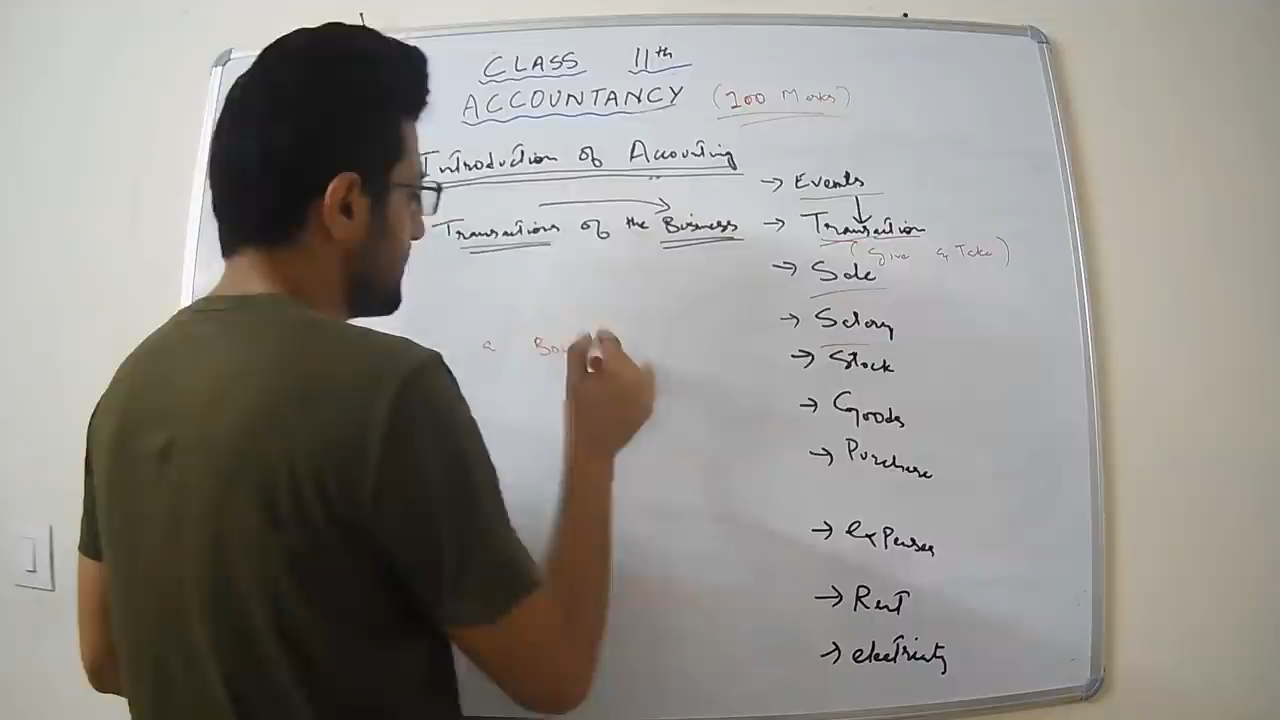 CLASS 11th
ACCOUNTANCY (100 Marks)
Introduction of Accounting
Transactions of the Business
a
→ Events
→ Transaction
(Give & Take)
→ Sale
→ Salary
→ Stock
→ Goods
→ Purchase
→ exPenses
→ Rent
→ electricity